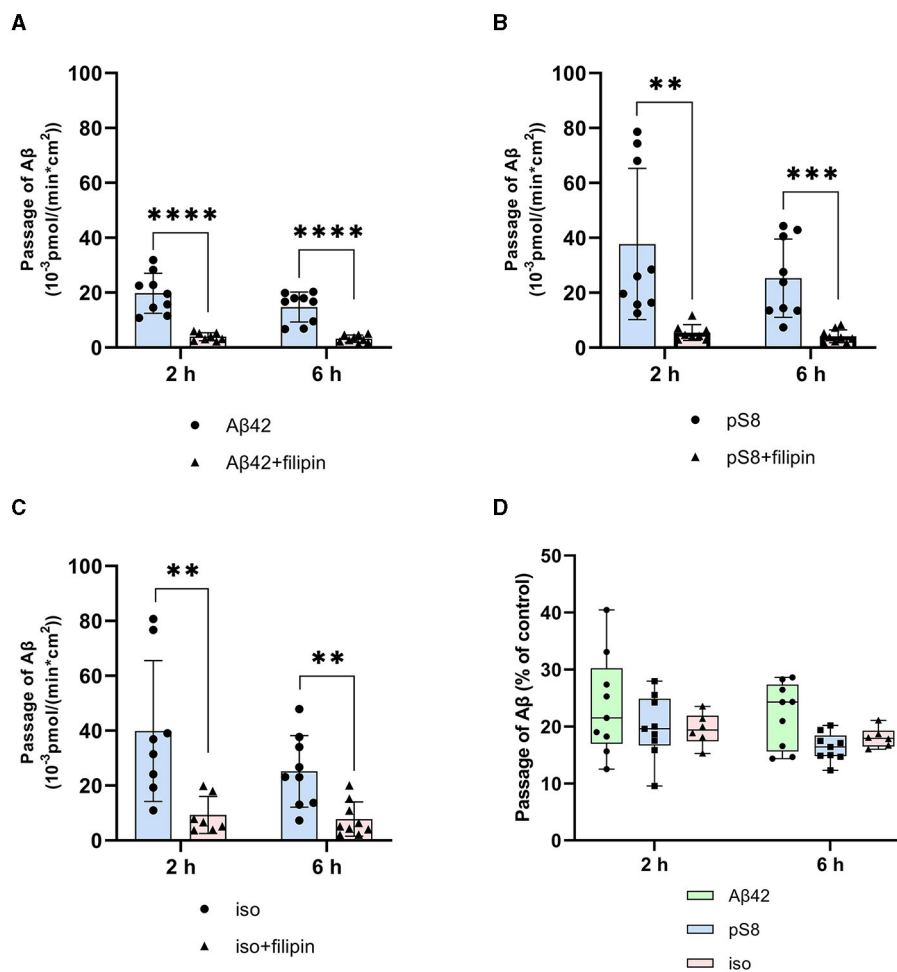 A
Passage of Aβ
(10⁻³pmol/(min*cm²))
100
80
60
40
20
0
****
****
2 h
6 h
Aβ42
Aβ42+filipin
B
Passage of Aβ
(10⁻³pmol/(min*cm²))
100
80
60
40
20
0
**
***
2 h
6 h
pS8
pS8+filipin
C
Passage of Aβ
(10⁻³pmol/(min*cm²))
100
80
60
40
20
0
**
**
2 h
6 h
iso
iso+filipin
D
Passage of Aβ (% of control)
50
40
30
20
10
0
2 h
6 h
Aβ42
pS8
iso